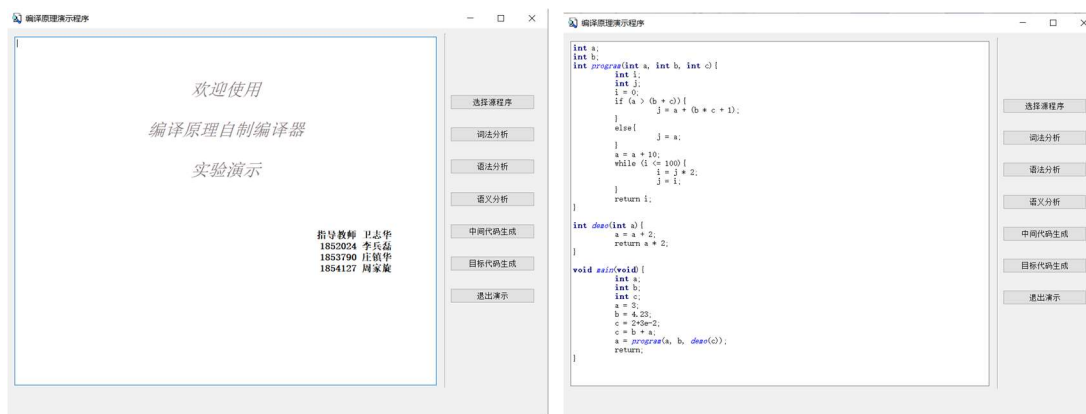 编译原理演示程序
欢迎使用
编译原理自制编译器
实验演示
指导教师 卫志华
1852024 李兵磊
1853790 庄镇华
1854127 周家旋
选择源程序
词法分析
语法分析
语义分析
中间代码生成
目标代码生成
退出演示
编译原理演示程序
int a;
int b;
int program(int a, int b, int c){
int i;
int j;
i = 0;
if (a > (b + c)){
j = a + (b * c + 1);
}
else{
j = a;
}
a = a + 10;
while (i <= 100){
i = j * 2;
j = i;
}
return i;
}
int demo(int a){
a = a + 2;
return a * 2;
}
void main(void){
int a;
int b;
int c;
a = 3;
b = 4.23;
c = 2+3e-2;
c = b + a;
a = program(a, b, demo(c));
return;
}
选择源程序
词法分析
语法分析
语义分析
中间代码生成
目标代码生成
退出演示